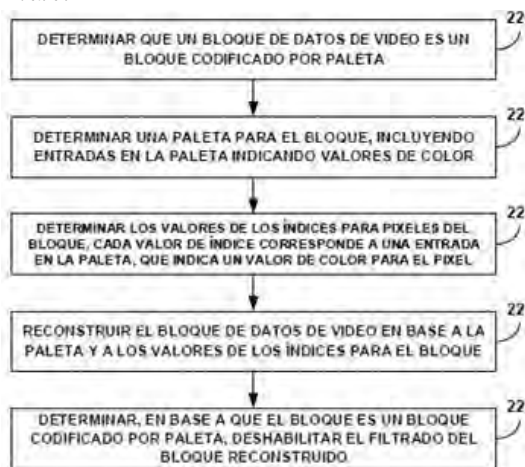 22
DETERMINAR QUE UN BLOQUE DE DATOS DE VIDEO ES UN
BLOQUE CODIFICADO POR PALETA
22
DETERMINAR UNA PALETA PARA EL BLOQUE, INCLUYENDO
ENTRADAS EN LA PALETA INDICANDO VALORES DE COLOR
22
DETERMINAR LOS VALORES DE LOS ÍNDICES PARA PIXELES DEL
BLOQUE, CADA VALOR DE ÍNDICE CORRESPONDE A UNA ENTRADA
EN LA PALETA, QUE INDICA UN VALOR DE COLOR PARA EL PIXEL
22
RECONSTRUIR EL BLOQUE DE DATOS DE VIDEO EN BASE A LA
PALETA Y A LOS VALORES DE LOS ÍNDICES PARA EL BLOQUE
22
DETERMINAR, EN BASE A QUE EL BLOQUE ES UN BLOQUE
CODIFICADO POR PALETA, DESHABILITAR EL FILTRADO DEL
BLOQUE RECONSTRUIDO